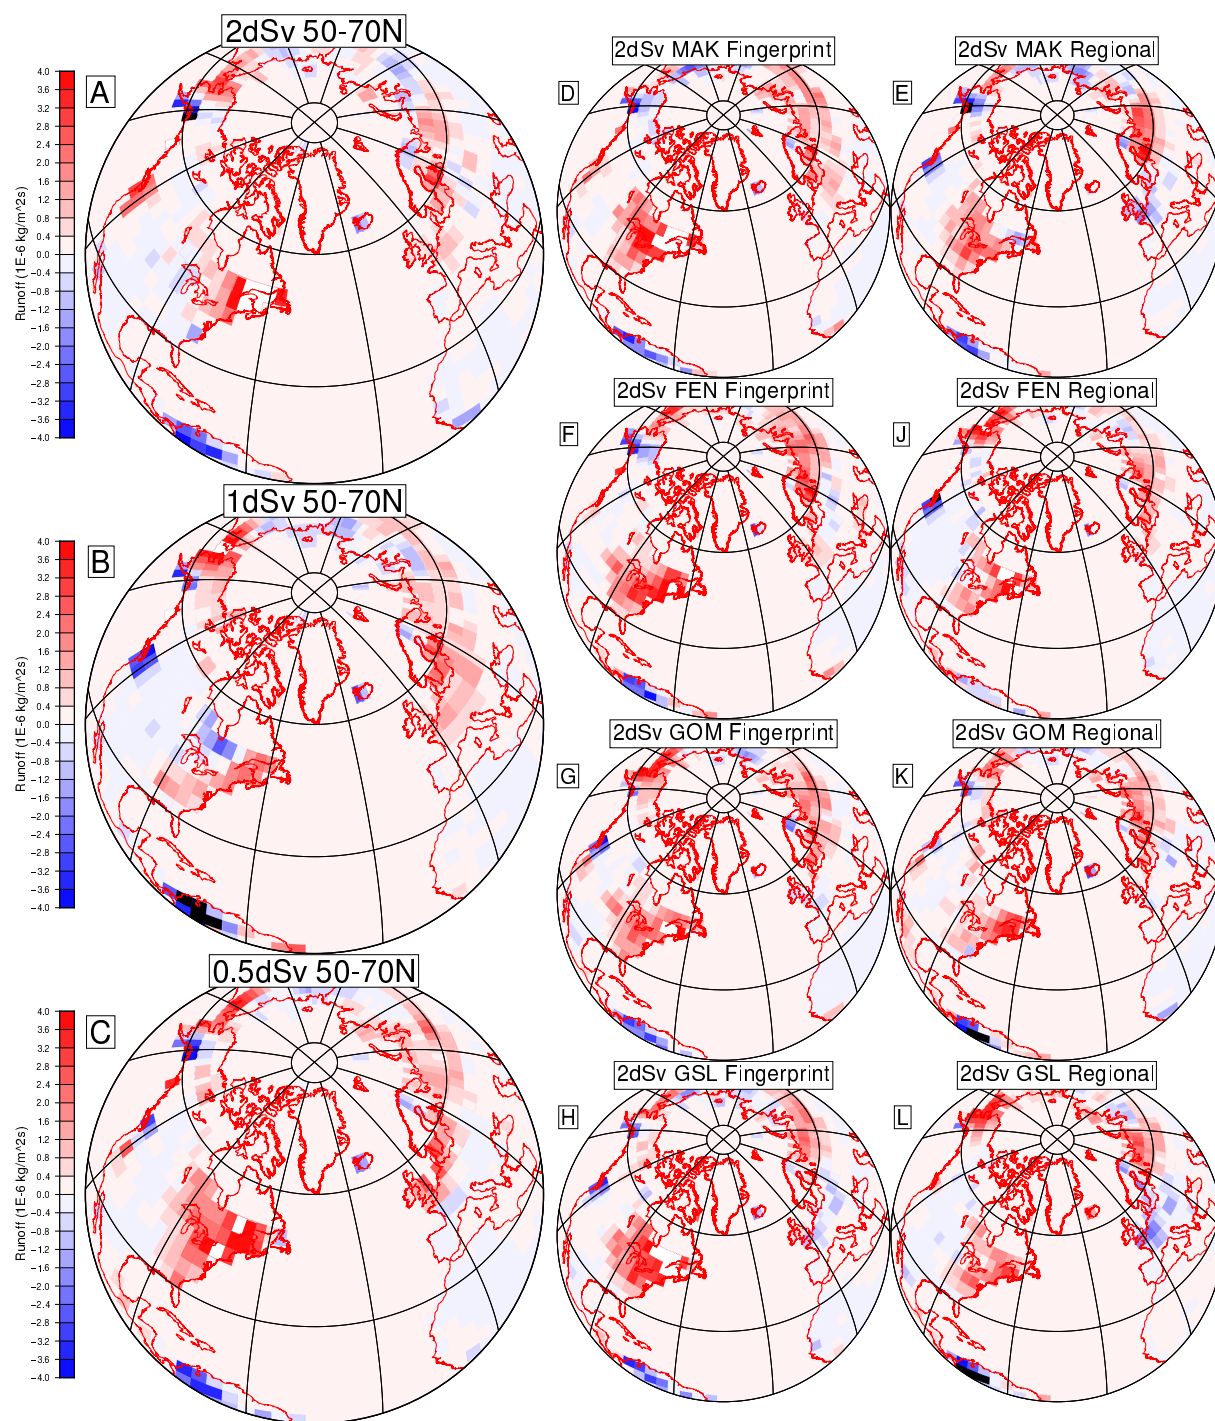 2dSv 50-70N
A
4.0
3.6
3.2
2.8
2.4
2.0
1.6
1.2
0.8
0.4
0.0
−0.4
−0.8
−1.2
−1.6
−2.0
−2.4
−2.8
−3.2
−3.6
−4.0
Runoff (1E-6 kg/m^2s)
1dSv 50-70N
B
4.0
3.6
3.2
2.8
2.4
2.0
1.6
1.2
0.8
0.4
0.0
−0.4
−0.8
−1.2
−1.6
−2.0
−2.4
−2.8
−3.2
−3.6
−4.0
Runoff (1E-6 kg/m^2s)
0.5dSv 50-70N
C
4.0
3.6
3.2
2.8
2.4
2.0
1.6
1.2
0.8
0.4
0.0
−0.4
−0.8
−1.2
−1.6
−2.0
−2.4
−2.8
−3.2
−3.6
−4.0
Runoff (1E-6 kg/m^2s)
2dSv MAK Fingerprint
D
2dSv MAK Regional
E
2dSv FEN Fingerprint
F
2dSv FEN Regional
J
2dSv GOM Fingerprint
G
2dSv GOM Regional
K
2dSv GSL Fingerprint
H
2dSv GSL Regional
L